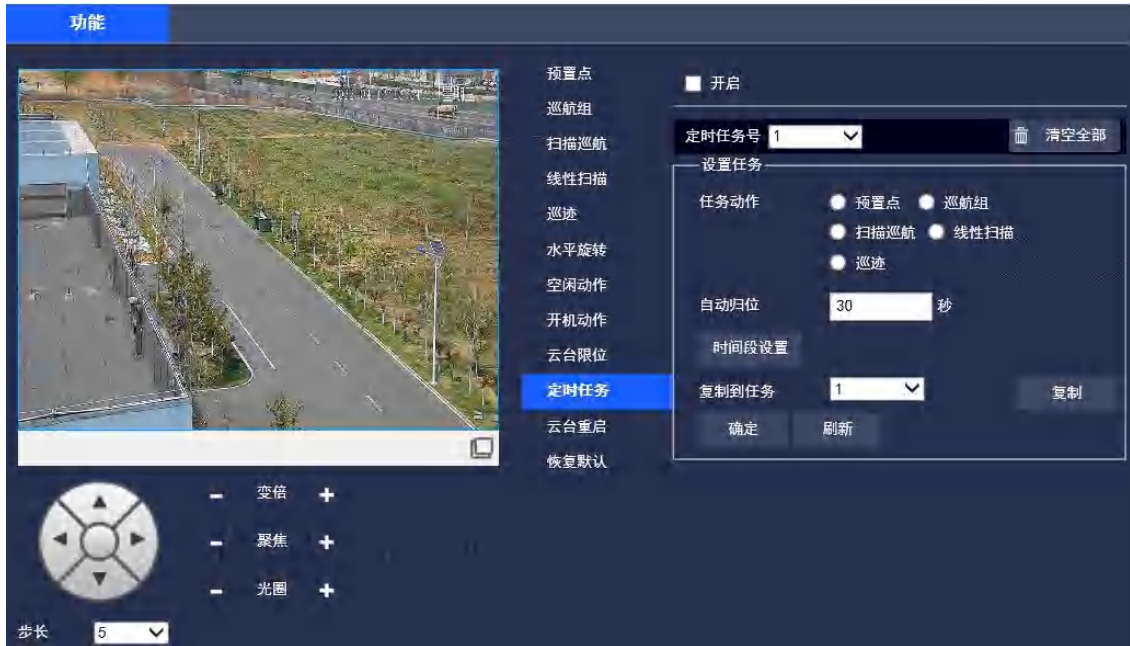 功能
预置点
巡航组
扫描巡航
线性扫描
巡迹
水平旋转
空闲动作
开机动作
云台限位
定时任务
云台重启
恢复默认
开启
定时任务号 1 清空全部
设置任务
任务动作 预置点 巡航组
扫描巡航 线性扫描
巡迹
自动归位 30 秒
时间段设置
复制到任务 1 复制
确定 刷新
- 变倍 +
- 聚焦 +
- 光圈 +
步长 5